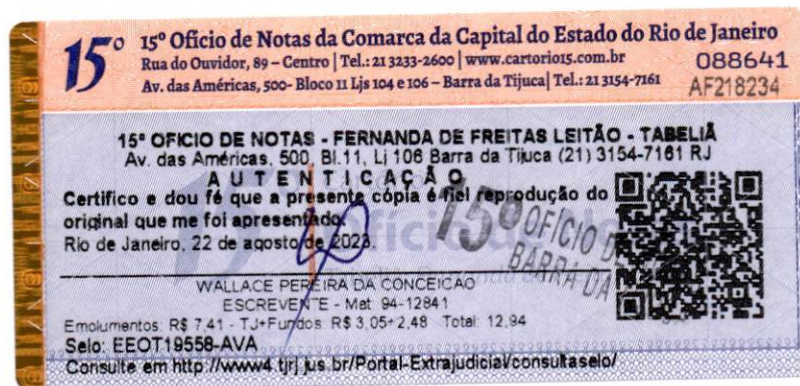 15º 15º Ofício de Notas da Comarca da Capital do Estado do Rio de Janeiro
Rua do Ouvidor, 89 – Centro | Tel.: 21 3233-2600 | www.cartorio15.com.br
088641
Av. das Américas, 500- Bloco 11 Ljs 104 e 106 – Barra da Tijuca| Tel.: 21 3154-7161
AF218234
15º OFICIO DE NOTAS - FERNANDA DE FREITAS LEITÃO - TABELIÃ
Av. das Américas, 500, Bl.11, Lj 106 Barra da Tijuca (21) 3154-7161 RJ
AUTENTICAÇÃO
Certifico e dou fé que a presente cópia é fiel reprodução do
original que me foi apresentado.
Rio de Janeiro, 22 de agosto de 2023.
15º OFICIO D
BARRA DA
WALLACE PEREIRA DA CONCEICAO
ESCREVENTE - Mat 94-12841
Emolumentos: R$ 7,41 - TJ+Fundos: R$ 3,05+2,48 Total: 12,94
Selo: EEOT19558-AVA
Consulte em http://www4.tjrj.jus.br/Portal-Extrajudicial/consultaselo/